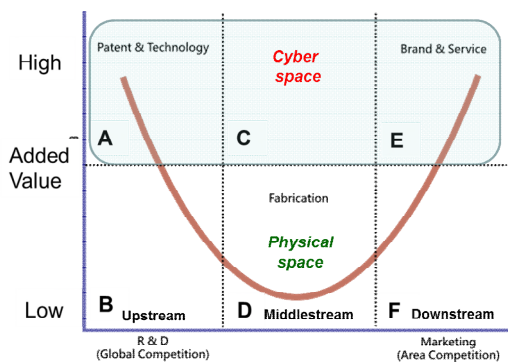 High
Added
Value
Low
Patent & Technology
Cyber
space
Brand & Service
A
C
E
Fabrication
Physical
space
B
Upstream
D
Middlestream
F
Downstream
R & D
(Global Competition)
Marketing
(Area Competition)